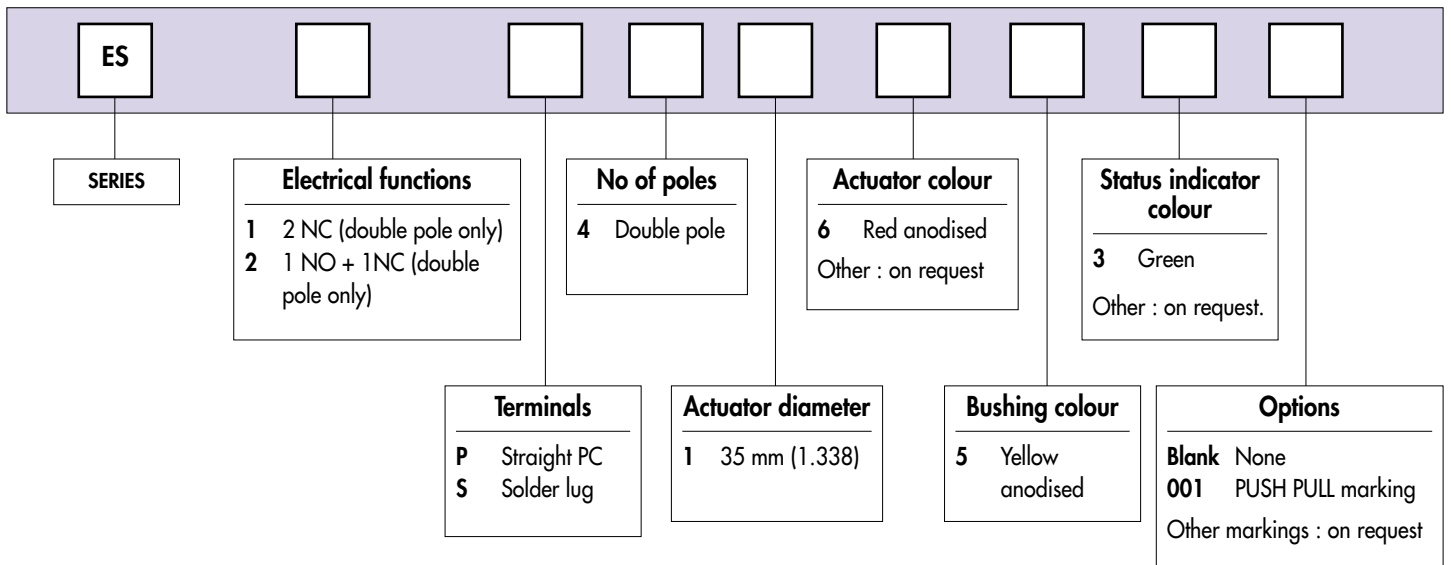 ES
SERIES
Electrical functions
1 2 NC (double pole only)
2 1 NO + 1NC (double
pole only)
No of poles
4 Double pole
Actuator colour
6 Red anodised
Other : on request
Status indicator
colour
3 Green
Other : on request.
Terminals
P Straight PC
S Solder lug
Actuator diameter
1 35 mm (1.338)
Bushing colour
5 Yellow
anodised
Options
Blank None
001 PUSH PULL marking
Other markings : on request